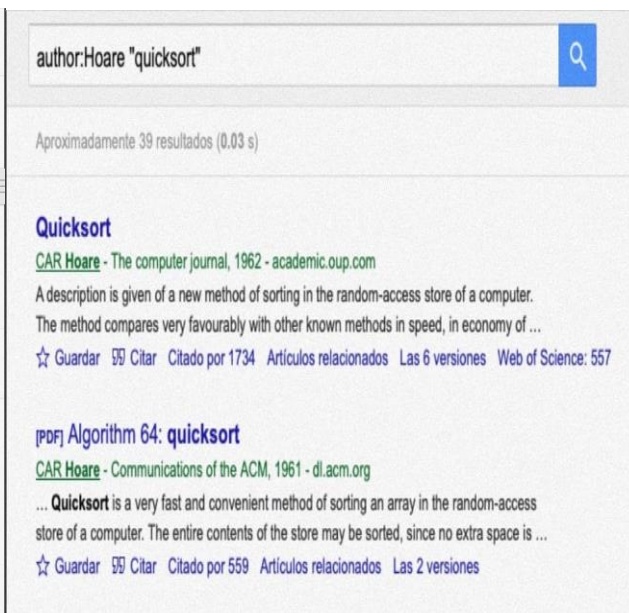 author:Hoare "quicksort"
Aproximadamente 39 resultados (0.03 s)
Quicksort
CAR Hoare - The computer journal, 1962 - academic.oup.com
A description is given of a new method of sorting in the random-access store of a computer.
The method compares very favourably with other known methods in speed, in economy of ...
Guardar Citar Citado por 1734 Artículos relacionados Las 6 versiones Web of Science: 557
[PDF] Algorithm 64: quicksort
CAR Hoare - Communications of the ACM, 1961 - dl.acm.org
... Quicksort is a very fast and convenient method of sorting an array in the random-access
store of a computer. The entire contents of the store may be sorted, since no extra space is ...
Guardar Citar Citado por 559 Artículos relacionados Las 2 versiones